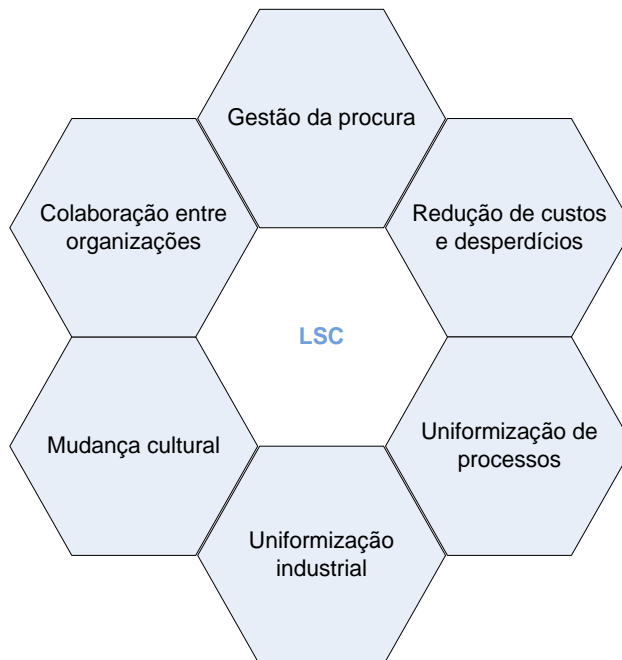 Gestão da procura
Colaboração entre
organizações
Redução de custos
e desperdícios
LSC
Mudança cultural
Uniformização de
processos
Uniformização
industrial